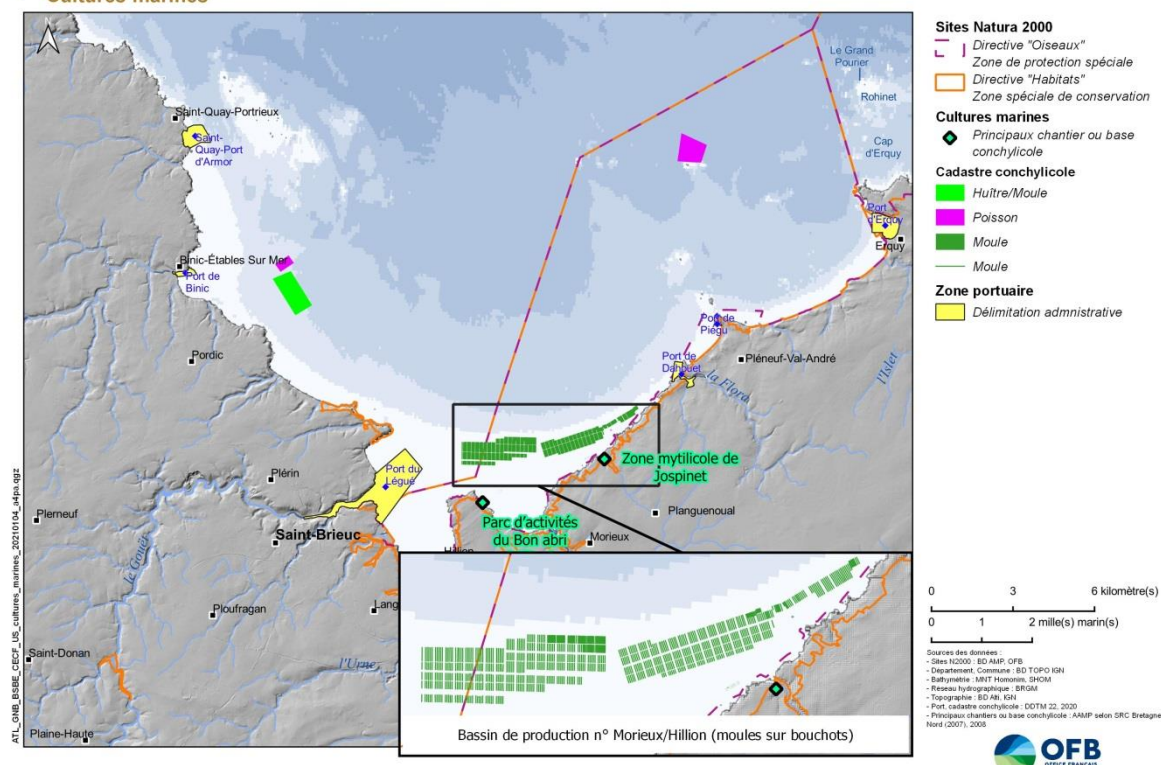 Cultures marines
Saint-Quay-Portrieux
Saint-
Quay-Port
d'Armor
Binic-Étables Sur Mer
Port de
Binic
Pordic
Plérin
Port du
Légué
Plerneuf
Saint-Brieuc
le Gouët
Ploufragan
Lang
Hillion
Saint-Donan
l'Urne
Plaine-Haute
Le Grand
Pourier
Rohinet
Cap
d'Erquy
Port
d'Erquy
Erquy
Port de
Piégu
Port de
Dahouët
la Flora
Pléneuf-Val-André
l'Islet
Zone mytilicole de
Jospinet
Parc d'activités
du Bon abri
Planguenoual
Morieux
Bassin de production n° Morieux/Hillion (moules sur bouchots)
Sites Natura 2000
Directive "Oiseaux"
Zone de protection spéciale
Directive "Habitats"
Zone spéciale de conservation
Cultures marines
Principaux chantier ou base
conchylicole
Cadastre conchylicole
Huître/Moule
Poisson
Moule
Moule
Zone portuaire
Délimitation admnistrative
0 3 6 kilomètre(s)
0 1 2 mille(s) marin(s)
Sources des données :
- Sites N2000 : BD AMP, OFB
- Département, Commune : BD TOPO IGN
- Bathymétrie : MNT Homonim, SHOM
- Réseau hydrographique : BRGM
- Topographie : BD Alti, IGN
- Port, cadastre conchylicole : DDTM 22, 2020
- Principaux chantiers ou base conchylicole : AAMP selon SRC Bretagne
Nord (2007), 2008
OFB
OFFICE FRANÇAIS
ATL_GNB_BSBE_CECF_US_cultures_marines_20210104_a4pa.qgz